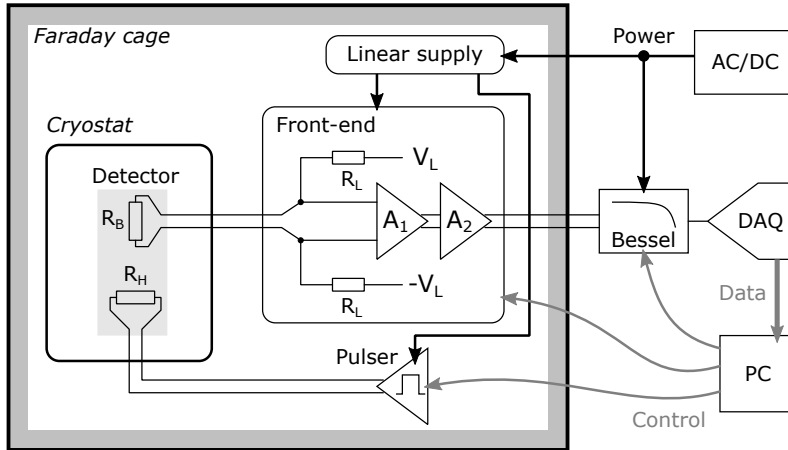 Faraday cage
Linear supply
Power
AC/DC
Cryostat
Front-end
Detector
V_L
R_L
R_B
A_1
A_2
Bessel
DAQ
R_H
-V_L
R_L
Data
Pulser
PC
Control